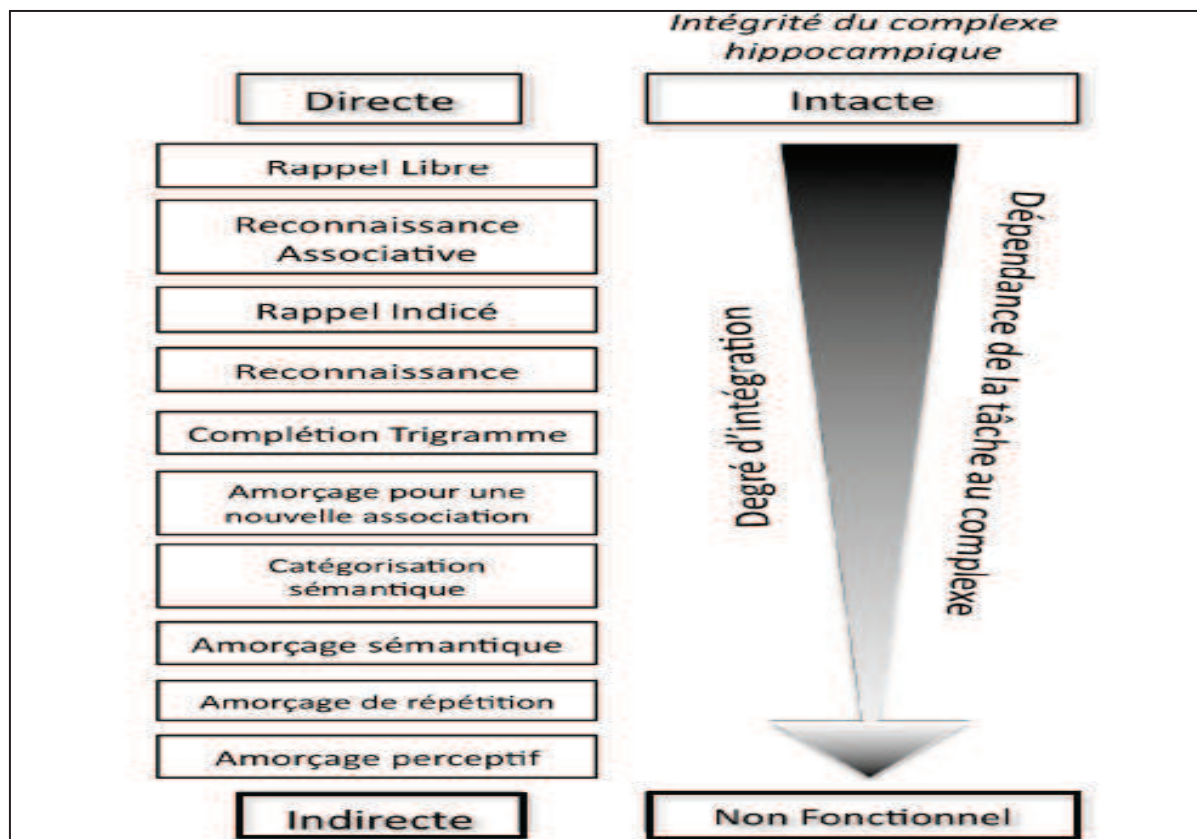 Intégrité du complexe
hippocampique
Directe
Intacte
Rappel Libre
Reconnaissance
Associative
Rappel Indicé
Reconnaissance
Complétion Trigramme
Amorçage pour une
nouvelle association
Catégorisation
sémantique
Amorçage sémantique
Amorçage de répétition
Amorçage perceptif
Indirecte
Degré d'intégration
Dépendance de la tâche au complexe
Non Fonctionnel